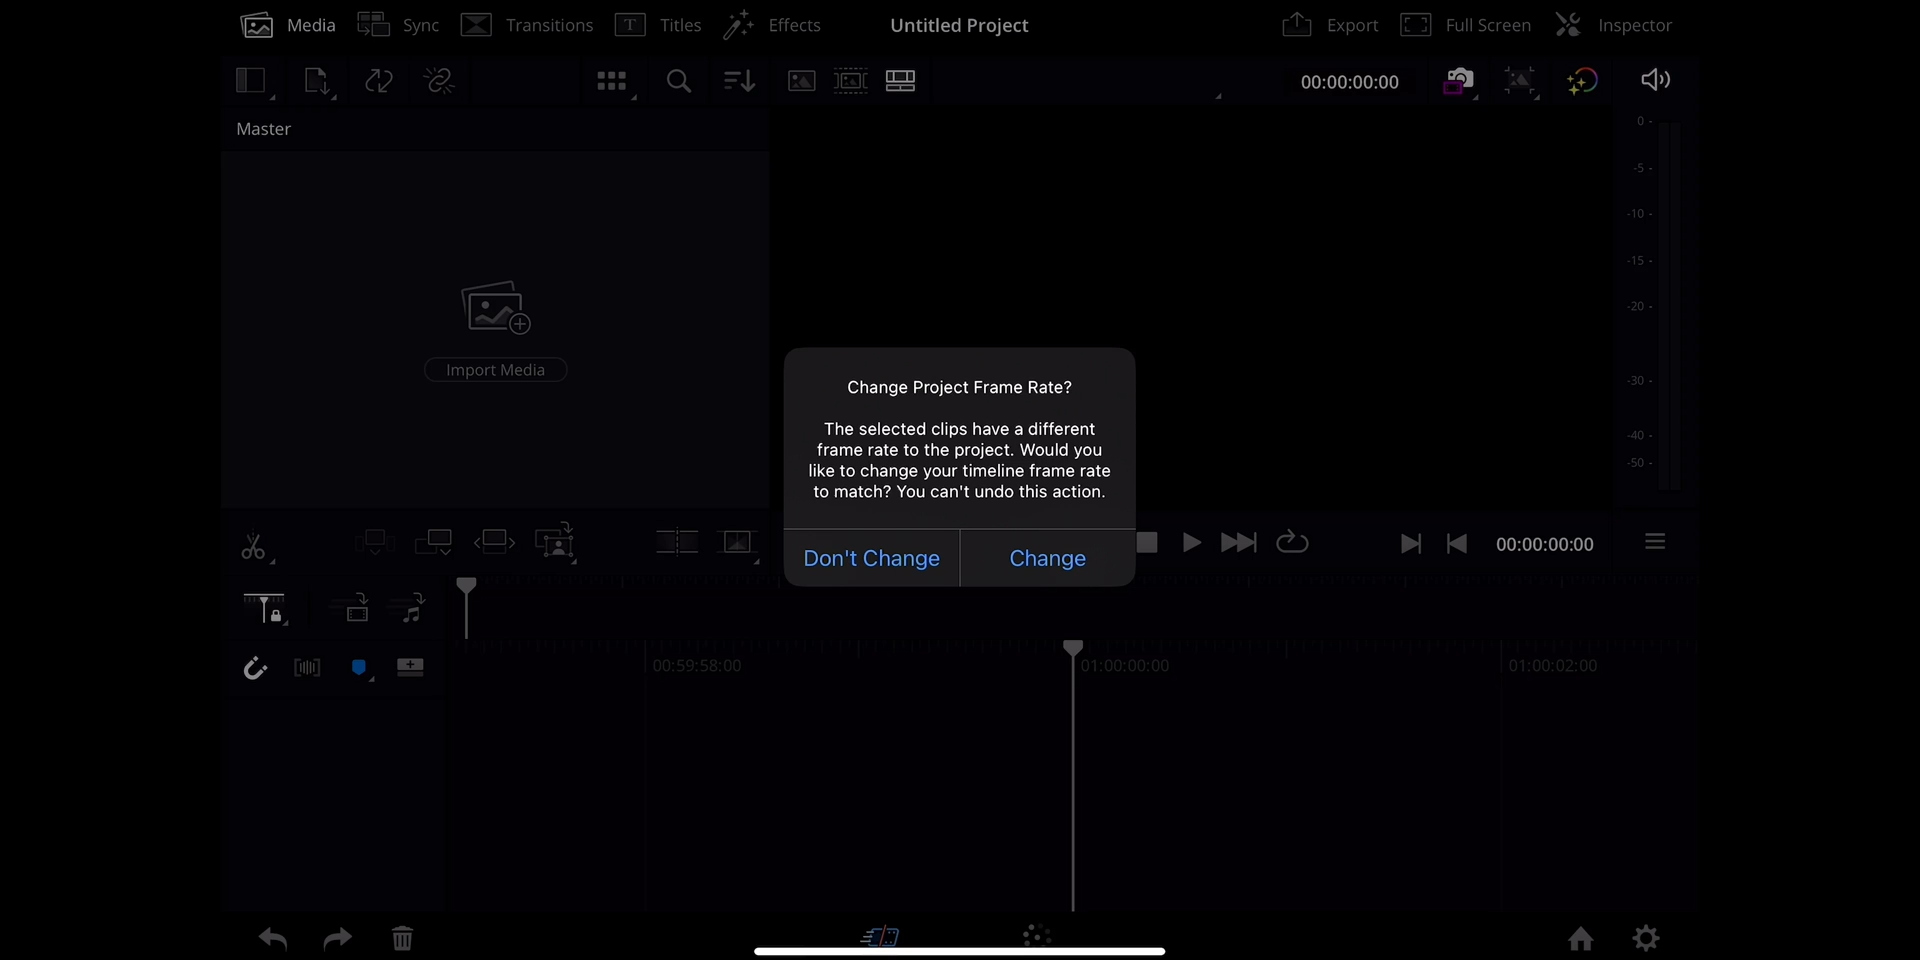 Media
Sync
Transitions
T
Titles
Effects
Untitled Project
Export
Full Screen
Inspector
00:00:00:00
Master
0 -
-5 -
-10 -
-15 -
-20 -
-30 -
-40 -
-50 -
Import Media
Change Project Frame Rate?
The selected clips have a different
frame rate to the project. Would you
like to change your timeline frame rate
to match? You can't undo this action.
Don't Change
Change
00:00:00:00
00:59:58:00
01:00:00:00
01:00:02:00